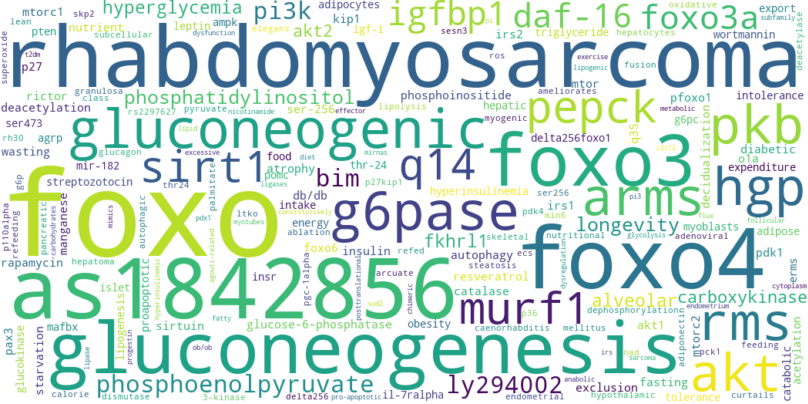 mtorc1 skp2 hyperglycemia adipocytes pi3k igfbp1 daf-16 foxo3a oxidative export subfamily
lean leptin ampk kip1 igf-i sesn3 irs2 triglyceride hepatocytes wortmannin
pten nutrient akt2 elegans
subcellular
superoxide t2dm rhabdomyosarcoma dysfunction deacetylase
p27 ros lipogenic fusion exercise
rictor granulosa phosphatidylinositol phosphoinositide mtor ameliorates intolerance
deacetylation class rs2297627 pyruvate nicotinamide ser-256 effector lipolysis hepatic pepck pfoxo1 metabolic
ser473 gluconeogenic myogenic g6pc pkb
rh30 agrp glucagon lipid mirnas delta256foxo1 q35 decidualization diabetic
wasting mir-182 excessive food diet thr-24 q14 foxo3 o1a expenditure
g6p streptozotocin sirt1 atrophy bim p27kip1 hyperinsulinemia arms ser256 hgp
thr24 pomc ligases db/db irs1 longevity
foxo pdx1 palmitate ltko intake g6pase pdk4 min6 pi3 flux follicular
p110alpha refeeding pancreatic carbohydrates manganese mimics autophagic constitutively myotubes energy ablation foxo6 refed fkhrl1 skeletal nutritional glycolysis myoblasts adipose
rapamycin hepatoma insr insulin autophagy ecs dysregulation foxo4 adenoviral pdk1
as1842856 pgc-1alpha arcuate steatosis resveratrol erms cytoplasm
islet proapoptotic hyperinsulinemic posttranslational chimeric catalase murf1 alveolar endometrium carboxykinase
pax3 mafbx lipogenesis sirtuin sod2 glucose-6-phosphatase p36 dephosphorylation rms
glucokinase starvation fatty obesity caenorhabditis mellitus akt1 adiponectin mtorc2 acetylation
lipase progestin ob/ob gluconeogenesis irs nad sarcoma pck1 feeding catabolic
calorie phosphoenolpyruvate ly294002 anabolic exclusion fasting akt
dismutase 3-kinase delta256 pro-apoptotic il-7ralpha endometrial hypothalamic tolerance curtails